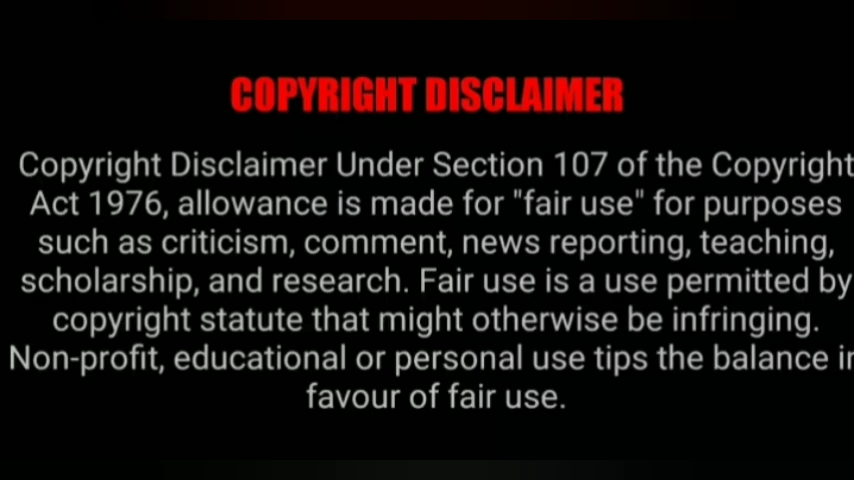 COPYRIGHT DISCLAIMER
Copyright Disclaimer Under Section 107 of the Copyright
Act 1976, allowance is made for "fair use" for purposes
such as criticism, comment, news reporting, teaching,
scholarship, and research. Fair use is a use permitted by
copyright statute that might otherwise be infringing.
Non-profit, educational or personal use tips the balance in
favour of fair use.